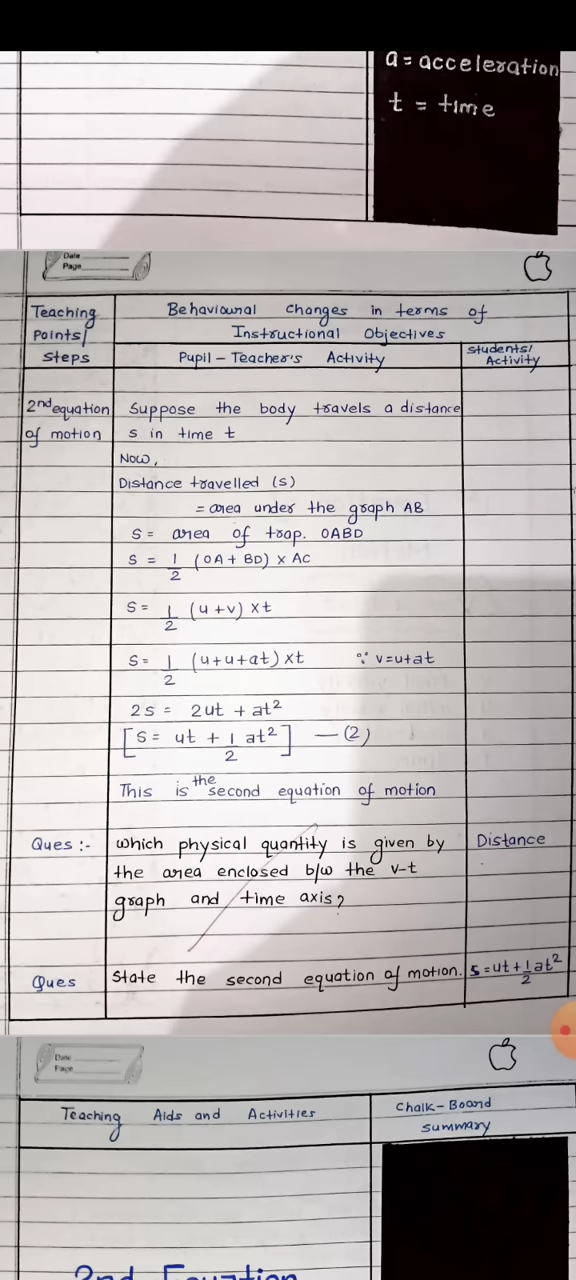 a = acceleration
t = time
Date
Page
Teaching Points/ Steps
Behavioural Changes in terms of
Instructional Objectives
Pupil-Teacher's Activity
Students/ Activity
2nd equation of motion
Suppose the body travels a distance
s in time t
Now,
Distance travelled (s)
= area under the graph AB
S = area of trap. OABD
S = 1/2 (OA + BD) × AC
S = 1/2 (u + v) × t
S = 1/2 (u+u+at) × t ∵ v=u+at
2s = 2ut + at²
[S = ut + 1/2 at²] — (2)
This is the second equation of motion
Ques :- which physical quantity is given by Distance
the area enclosed b/w the v-t
graph and time axis?
Ques State the second equation of motion. s = ut + 1/2 at²
Date
Page
Teaching Aids and Activities
Chalk-Board
summary
2nd Equation